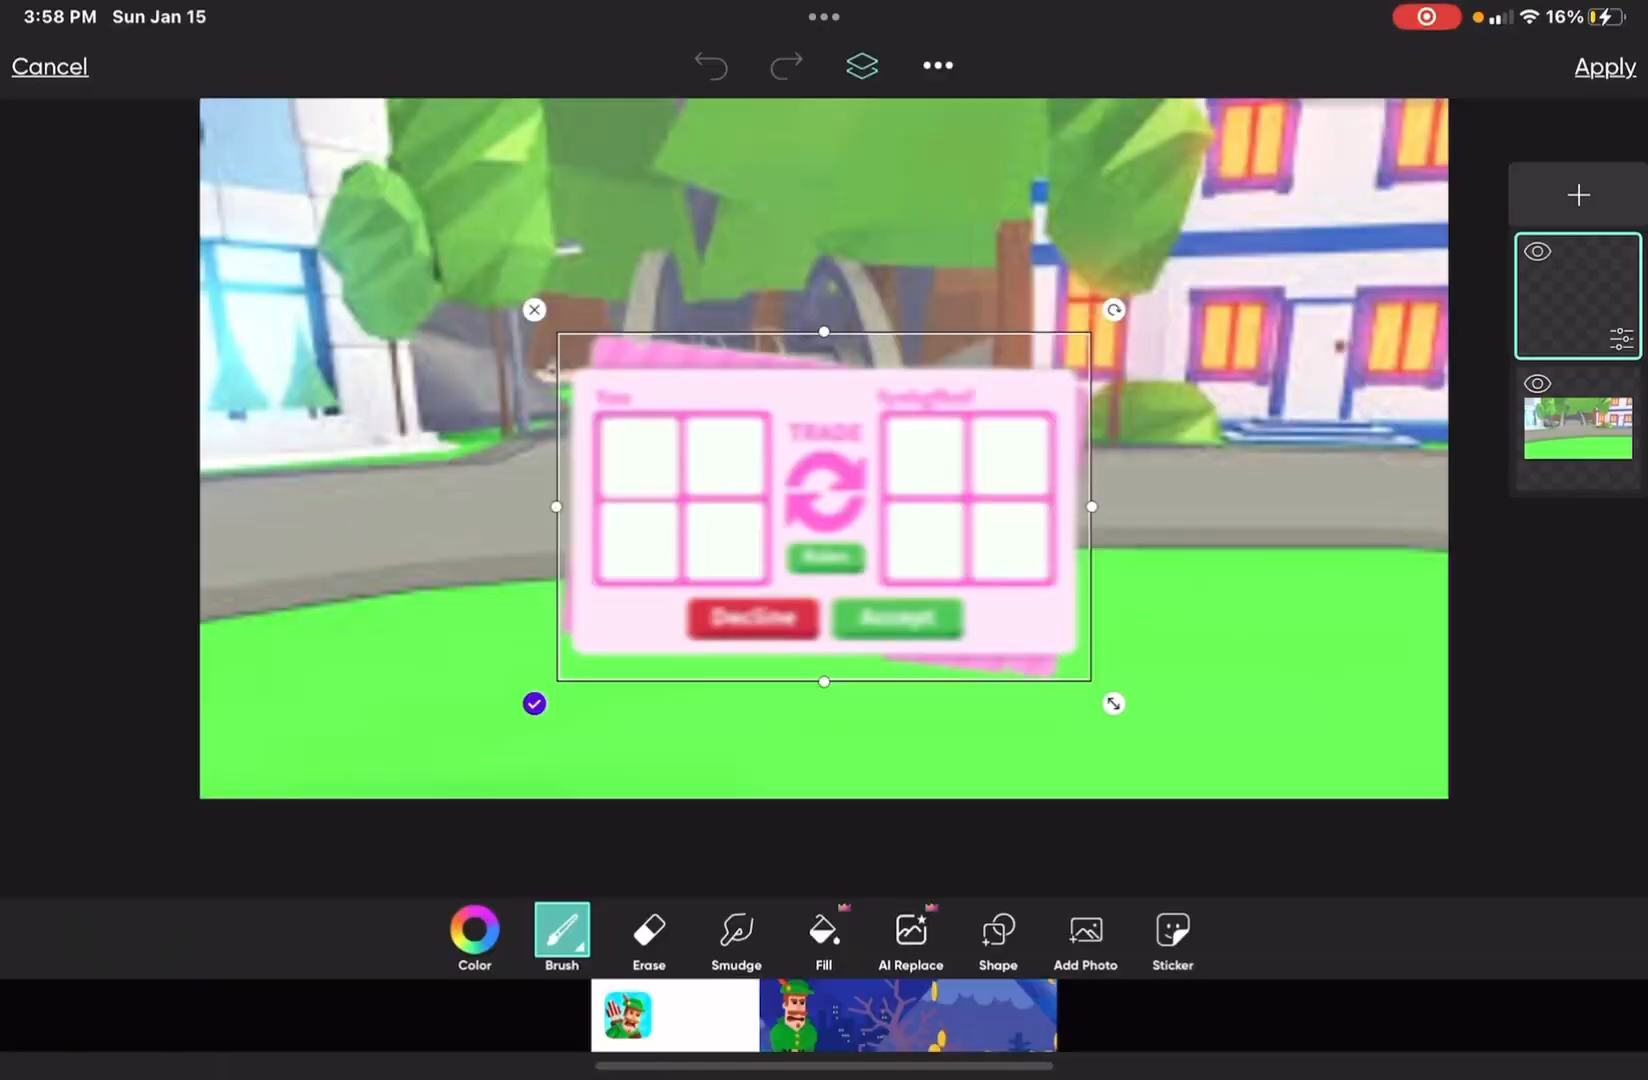 3:58 PM Sun Jan 15
16%
Cancel
Apply
You
TRADE
Decline
Accept
Color
Brush
Erase
Smudge
Fill
AI Replace
Shape
Add Photo
Sticker